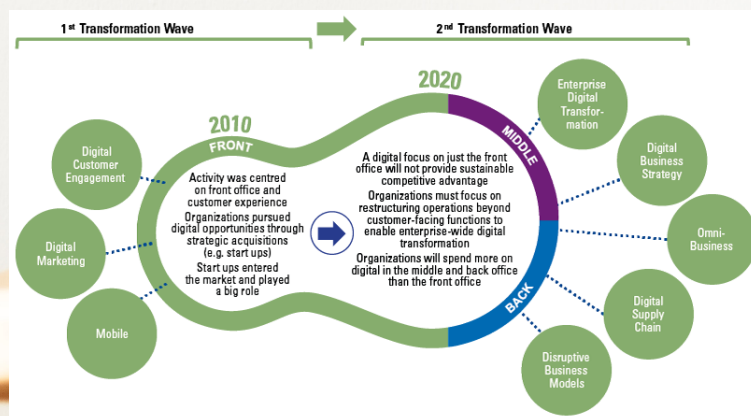 1st Transformation Wave
2nd Transformation Wave
2010
FRONT
Activity was centred
on front office and
customer experience
Organizations pursued
digital opportunities through
strategic acquisitions
(e.g. start ups)
Start ups entered
the market and played
a big role
Digital
Customer
Engagement
Digital
Marketing
Mobile
2020
MIDDLE
BACK
A digital focus on just the front
office will not provide sustainable
competitive advantage
Organizations must focus on
restructuring operations beyond
customer-facing functions to
enable enterprise-wide digital
transformation
Organizations will spend more on
digital in the middle and back office
than the front office
Enterprise
Digital
Transfor-
mation
Digital
Business
Strategy
Omni-
Business
Digital
Supply
Chain
Disruptive
Business
Models